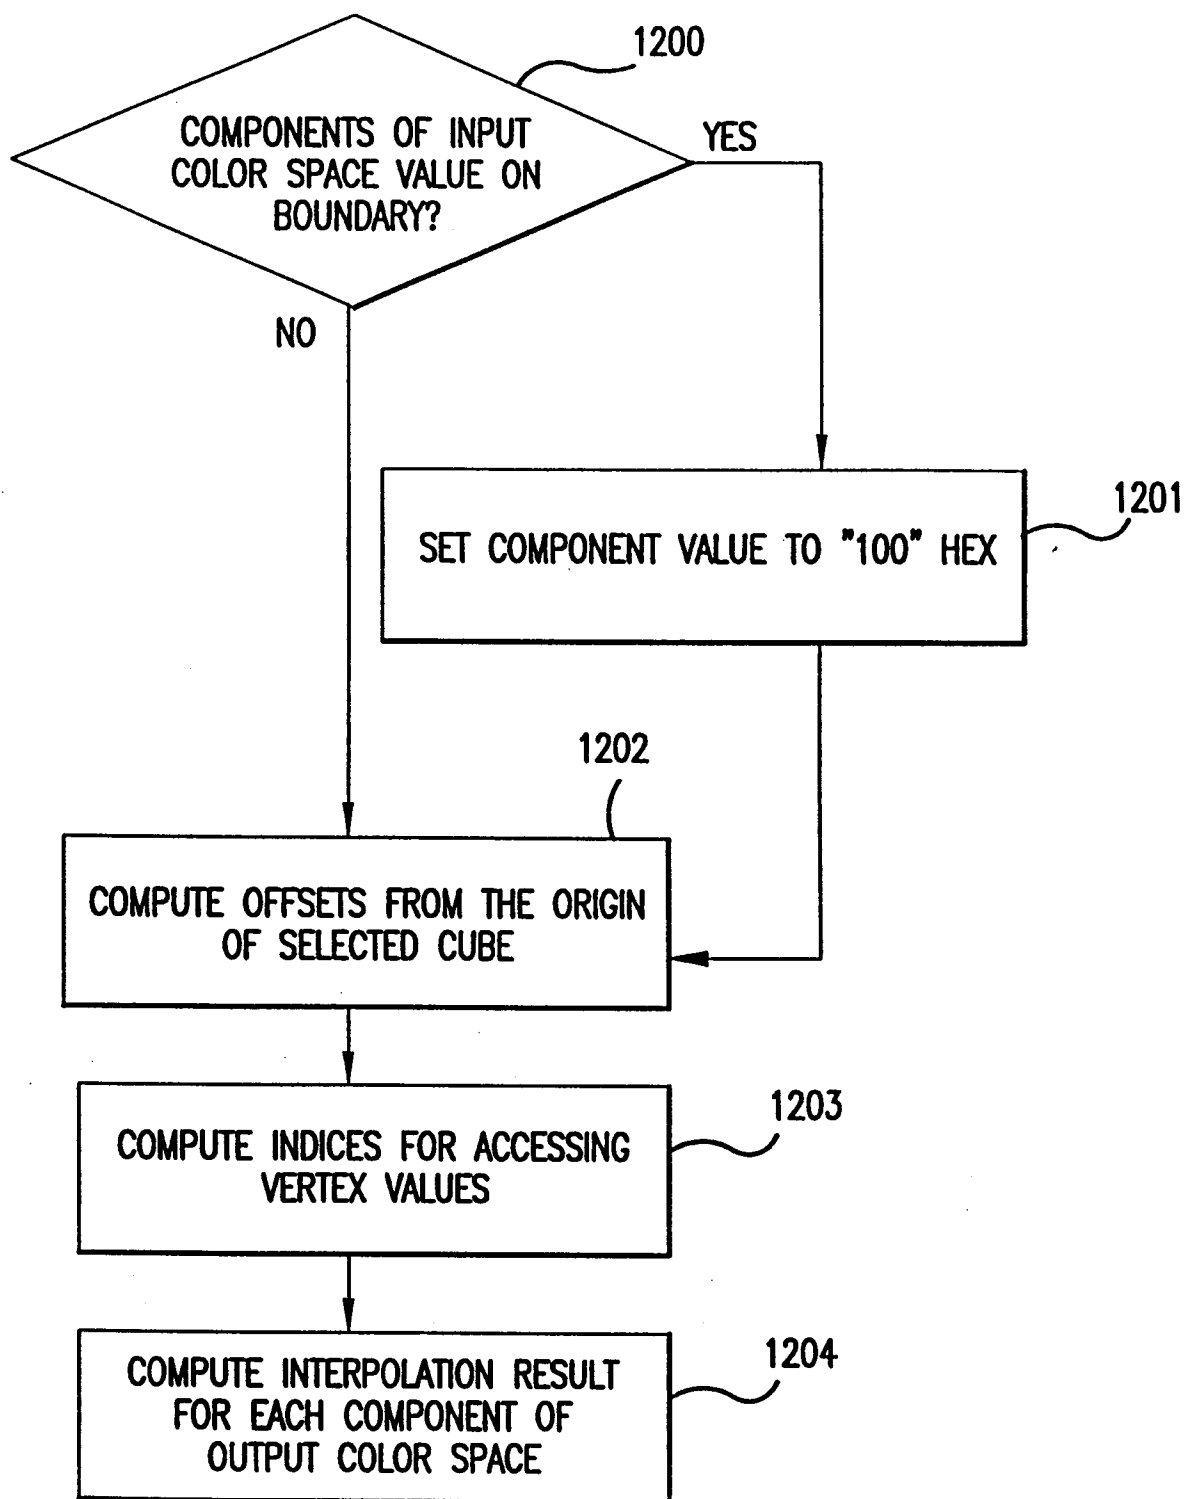 1200
COMPONENTS OF INPUT
COLOR SPACE VALUE ON
BOUNDARY?
YES
NO
1201
SET COMPONENT VALUE TO "100" HEX
1202
COMPUTE OFFSETS FROM THE ORIGIN
OF SELECTED CUBE
1203
COMPUTE INDICES FOR ACCESSING
VERTEX VALUES
1204
COMPUTE INTERPOLATION RESULT
FOR EACH COMPONENT OF
OUTPUT COLOR SPACE